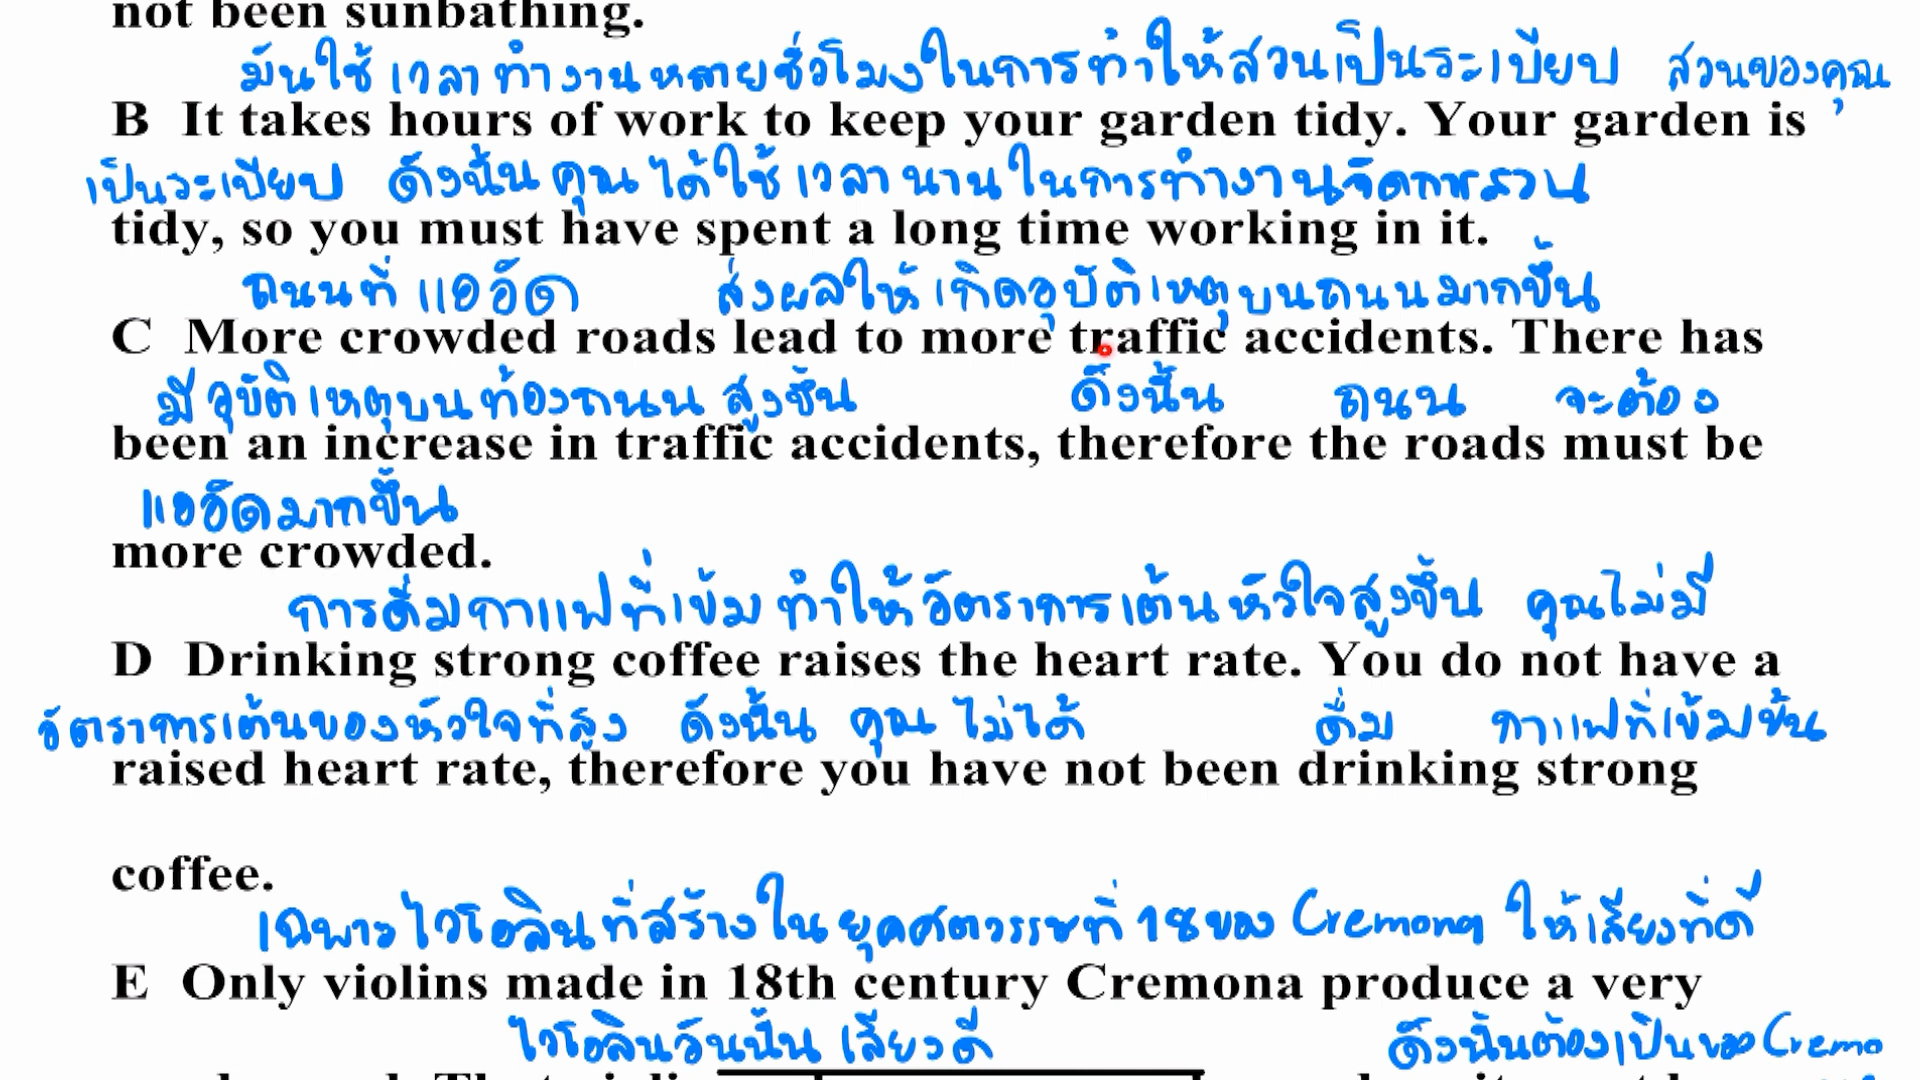 not been sunbathing.
มันใช้เวลาทำงานหลายชั่วโมงในการทำให้สวนเป็นระเบียบ สวนของคุณ
B It takes hours of work to keep your garden tidy. Your garden is
เป็นระเบียบ ดังนั้นคุณได้ใช้เวลานานในการทำงานจัดการสวน
tidy, so you must have spent a long time working in it.
ถนนที่แออัด ส่งผลให้เกิดอุบัติเหตุบนถนนมากขึ้น
C More crowded roads lead to more traffic accidents. There has
มีอุบัติเหตุบนท้องถนนสูงขึ้น ดังนั้น ถนน จะต้อง
been an increase in traffic accidents, therefore the roads must be
แออัดมากขึ้น
more crowded.
การดื่มกาแฟที่เข้ม ทำให้อัตราการเต้นหัวใจสูงขึ้น คุณไม่มี
D Drinking strong coffee raises the heart rate. You do not have a
อัตราการเต้นของหัวใจที่สูง ดังนั้น คุณ ไม่ได้ ดื่ม กาแฟที่เข้มขึ้น
raised heart rate, therefore you have not been drinking strong
coffee.
เฉพาะไวโอลินที่สร้างในยุคศตวรรษที่ 18 ของ Cremona ให้เสียงที่ดี
E Only violins made in 18th century Cremona produce a very
ไวโอลินอันนั้น เสียงดี ดังนั้นต้องเป็นของ Cremo